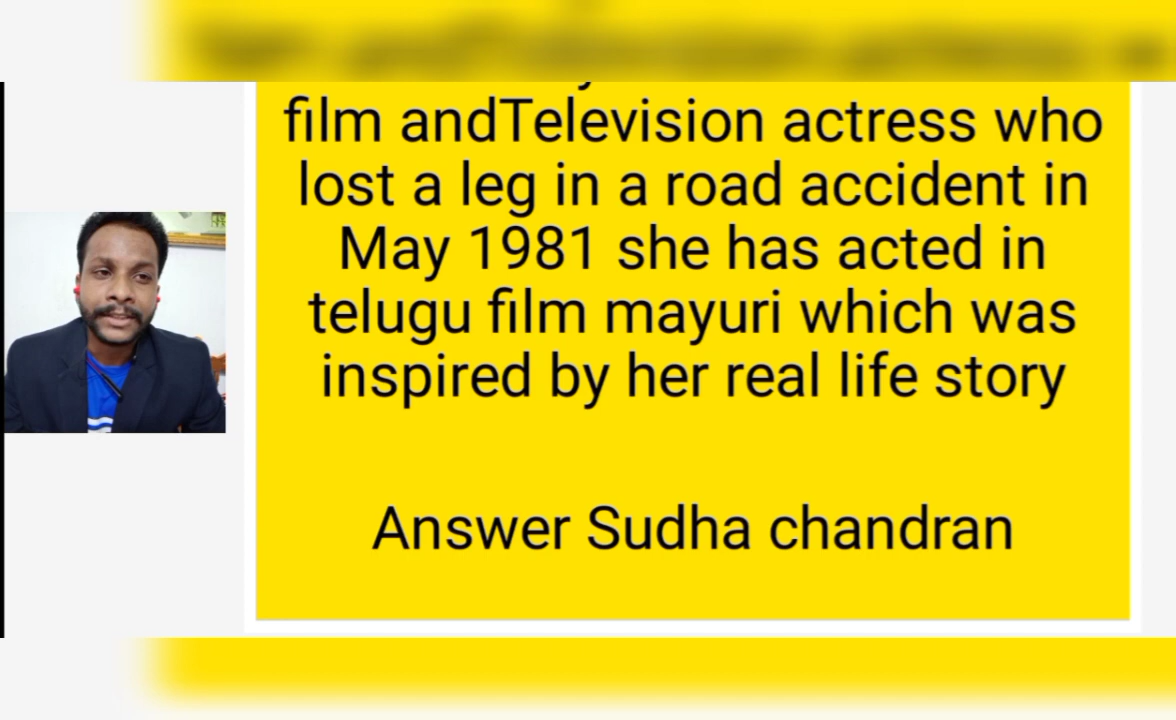 film andTelevision actress who
lost a leg in a road accident in
May 1981 she has acted in
telugu film mayuri which was
inspired by her real life story
Answer Sudha chandran